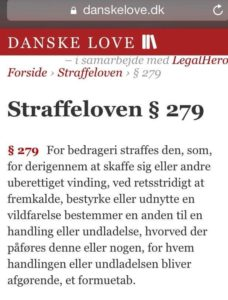 danskelove.dk
DANSKE LOVE
– i samarbejde med LegalHero
Forside › Straffeloven › § 279
Straffeloven § 279
§ 279 For bedrageri straffes den, som,
for derigennem at skaffe sig eller andre
uberettiget vinding, ved retsstridigt at
fremkalde, bestyrke eller udnytte en
vildfarelse bestemmer en anden til en
handling eller undladelse, hvorved der
påføres denne eller nogen, for hvem
handlingen eller undladelsen bliver
afgørende, et formuetab.